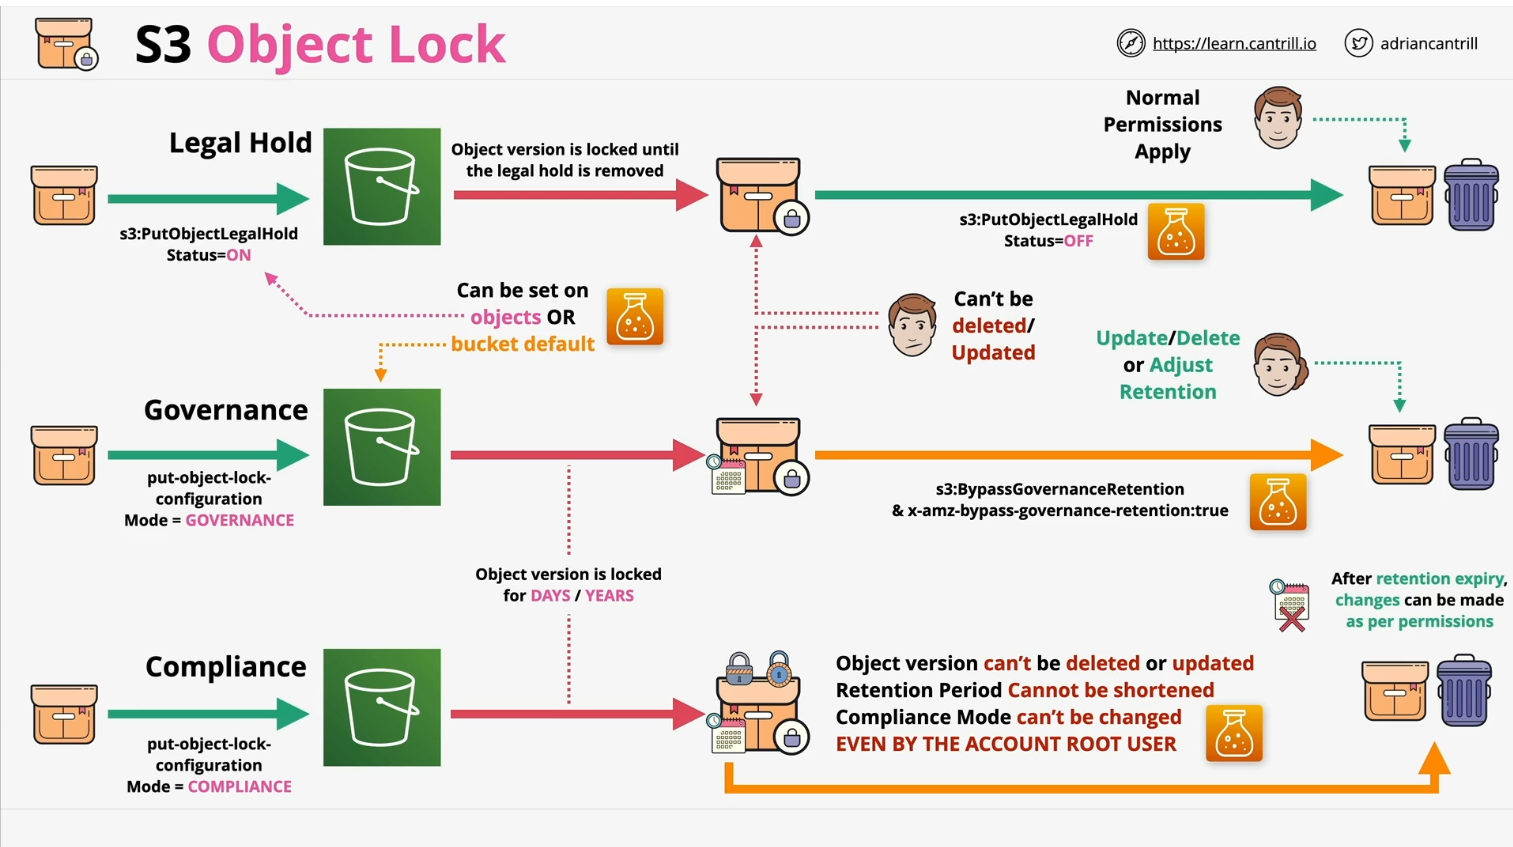 S3 Object Lock
https://learn.cantrill.io
adriancantrill
Legal Hold
s3:PutObjectLegalHold
Status=ON
Object version is locked until
the legal hold is removed
s3:PutObjectLegalHold
Status=OFF
Normal
Permissions
Apply
Can be set on
objects OR
bucket default
Can't be
deleted/
Updated
Update/Delete
or Adjust
Retention
Governance
put-object-lock-
configuration
Mode = GOVERNANCE
s3:BypassGovernanceRetention
& x-amz-bypass-governance-retention:true
Object version is locked
for DAYS / YEARS
After retention expiry,
changes can be made
as per permissions
Compliance
put-object-lock-
configuration
Mode = COMPLIANCE
Object version can't be deleted or updated
Retention Period Cannot be shortened
Compliance Mode can't be changed
EVEN BY THE ACCOUNT ROOT USER